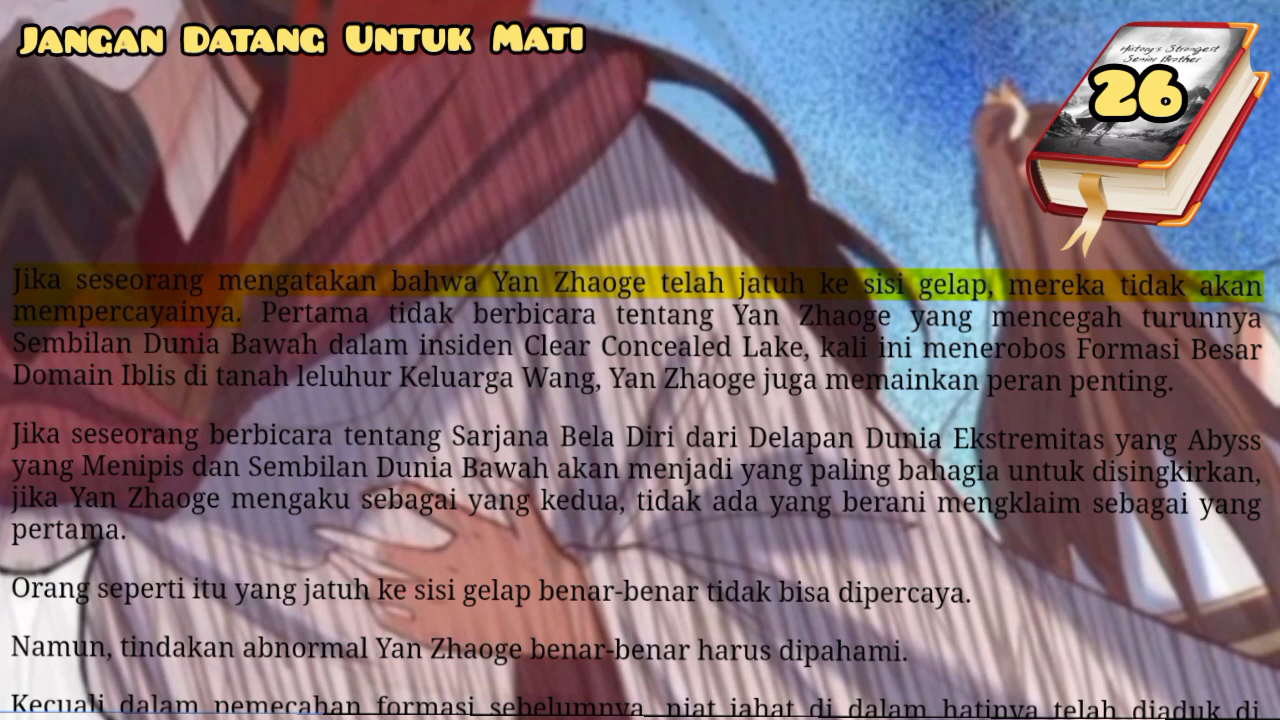 Jangan Datang Untuk Mati
History's Strongest
Senior Brother
26
Jika seseorang mengatakan bahwa Yan Zhaoge telah jatuh ke sisi gelap, mereka tidak akan
mempercayainya. Pertama tidak berbicara tentang Yan Zhaoge yang mencegah turunnya
Sembilan Dunia Bawah dalam insiden Clear Concealed Lake, kali ini menerobos Formasi Besar
Domain Iblis di tanah leluhur Keluarga Wang, Yan Zhaoge juga memainkan peran penting.
Jika seseorang berbicara tentang Sarjana Bela Diri dari Delapan Dunia Ekstremitas yang Abyss
yang Menipis dan Sembilan Dunia Bawah akan menjadi yang paling bahagia untuk disingkirkan,
jika Yan Zhaoge mengaku sebagai yang kedua, tidak ada yang berani mengklaim sebagai yang
pertama.
Orang seperti itu yang jatuh ke sisi gelap benar-benar tidak bisa dipercaya.
Namun, tindakan abnormal Yan Zhaoge benar-benar harus dipahami.
Kecuali dalam pemecahan formasi sebelumnya, niat jahat di dalam hatinya telah diaduk di